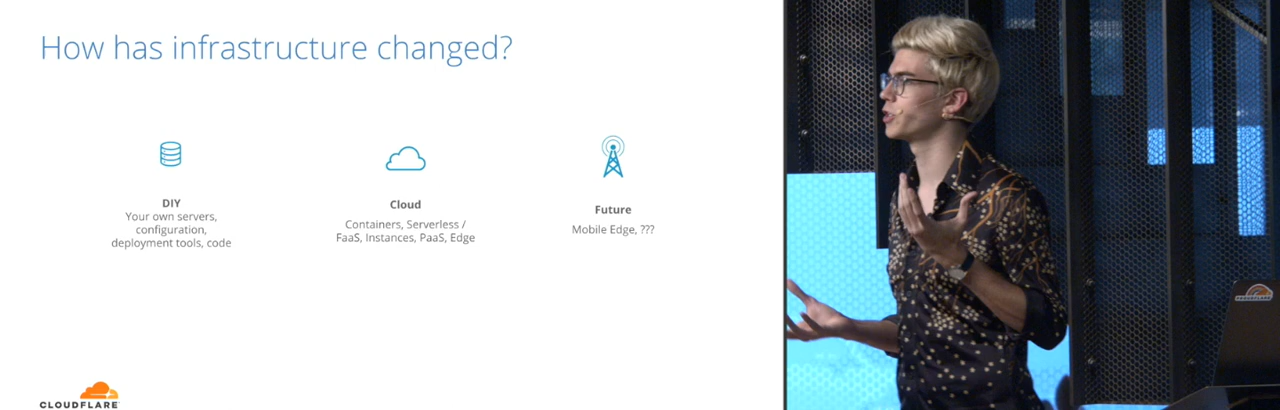 How has infrastructure changed?
DIY
Your own servers,
configuration,
deployment tools, code
Cloud
Containers, Serverless /
FaaS, Instances, PaaS, Edge
Future
Mobile Edge, ???
CLOUDFLARE
CLOUDFLARE